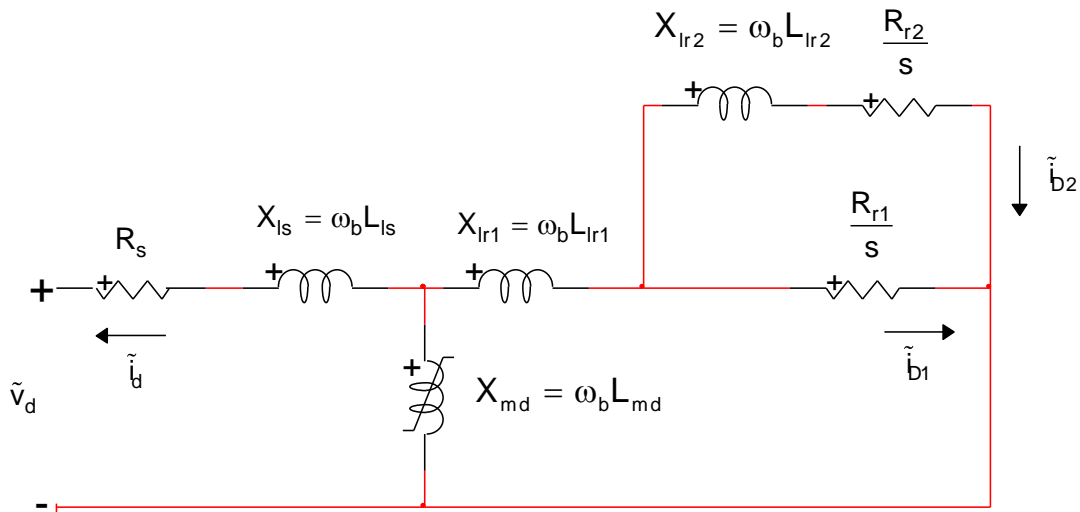 X_lr2 = ω_b L_lr2
R_r2/s
ĩ_D2
X_ls = ω_b L_ls
X_lr1 = ω_b L_lr1
R_r1/s
R_s
+ + + + + + + +
ĩ_d
ĩ_D1
ṽ_d
X_md = ω_b L_md
-